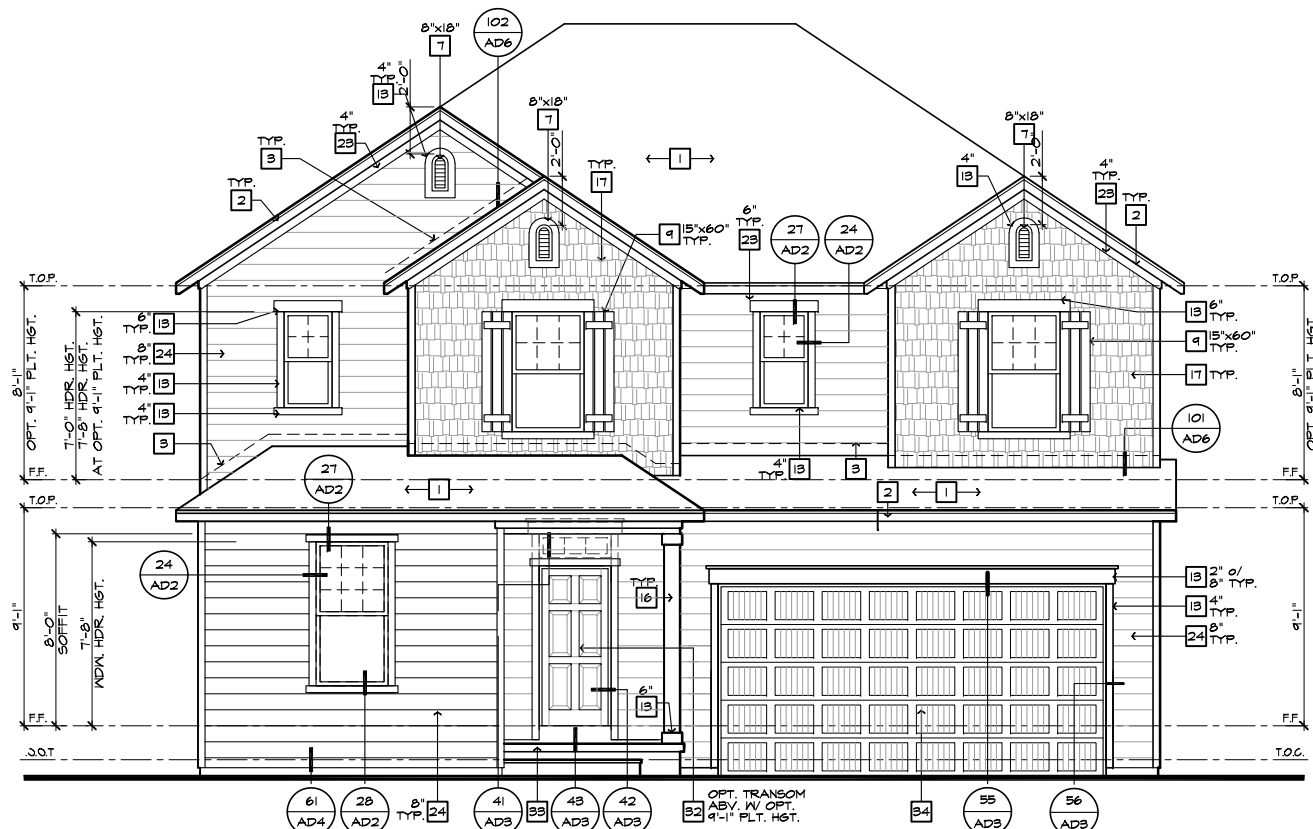 102
AD6
8"x18"
7
4"
TYP.
13
2'-0"
4"
TYP.
23
TYP.
3
TYP.
2
8"x18"
7
2'-0"
TYP.
17
1
8"x18"
7
2'-0"
4"
13
4"
TYP.
23
TYP.
2
9 15"x60"
TYP.
6"
TYP.
23
27
AD2
24
AD2
T.O.P.
T.O.P.
6"
TYP. 13
8"
TYP. 24
4"
TYP. 13
4"
TYP. 13
3
8'-1"
OPT. 9'-1" PLT. HGT.
7'-0" HDR. HGT.
7'-8" HDR. HGT.
AT OPT. 9'-1" PLT. HGT.
13 6"
TYP.
9 15"x60"
TYP.
17 TYP.
101
AD6
8'-1"
OPT. 9'-1" PLT. HGT.
F.F.
F.F.
4"
TYP. 13
3
27
AD2
1
2
1
T.O.P.
T.O.P.
24
AD2
9'-1"
8'-0"
SOFFIT
7'-8"
WDW. HDR. HGT.
TYP.
16
13 2" o/
8" TYP.
13 4"
TYP.
24 8"
TYP.
9'-1"
6"
13
F.F.
F.F.
T.O.C.
61
AD4
28
AD2
8"
TYP. 24
41
AD3
33
43
AD3
42
AD3
32 OPT. TRANSOM
ABV. W/ OPT.
9'-1" PLT. HGT.
34
55
AD3
56
AD3